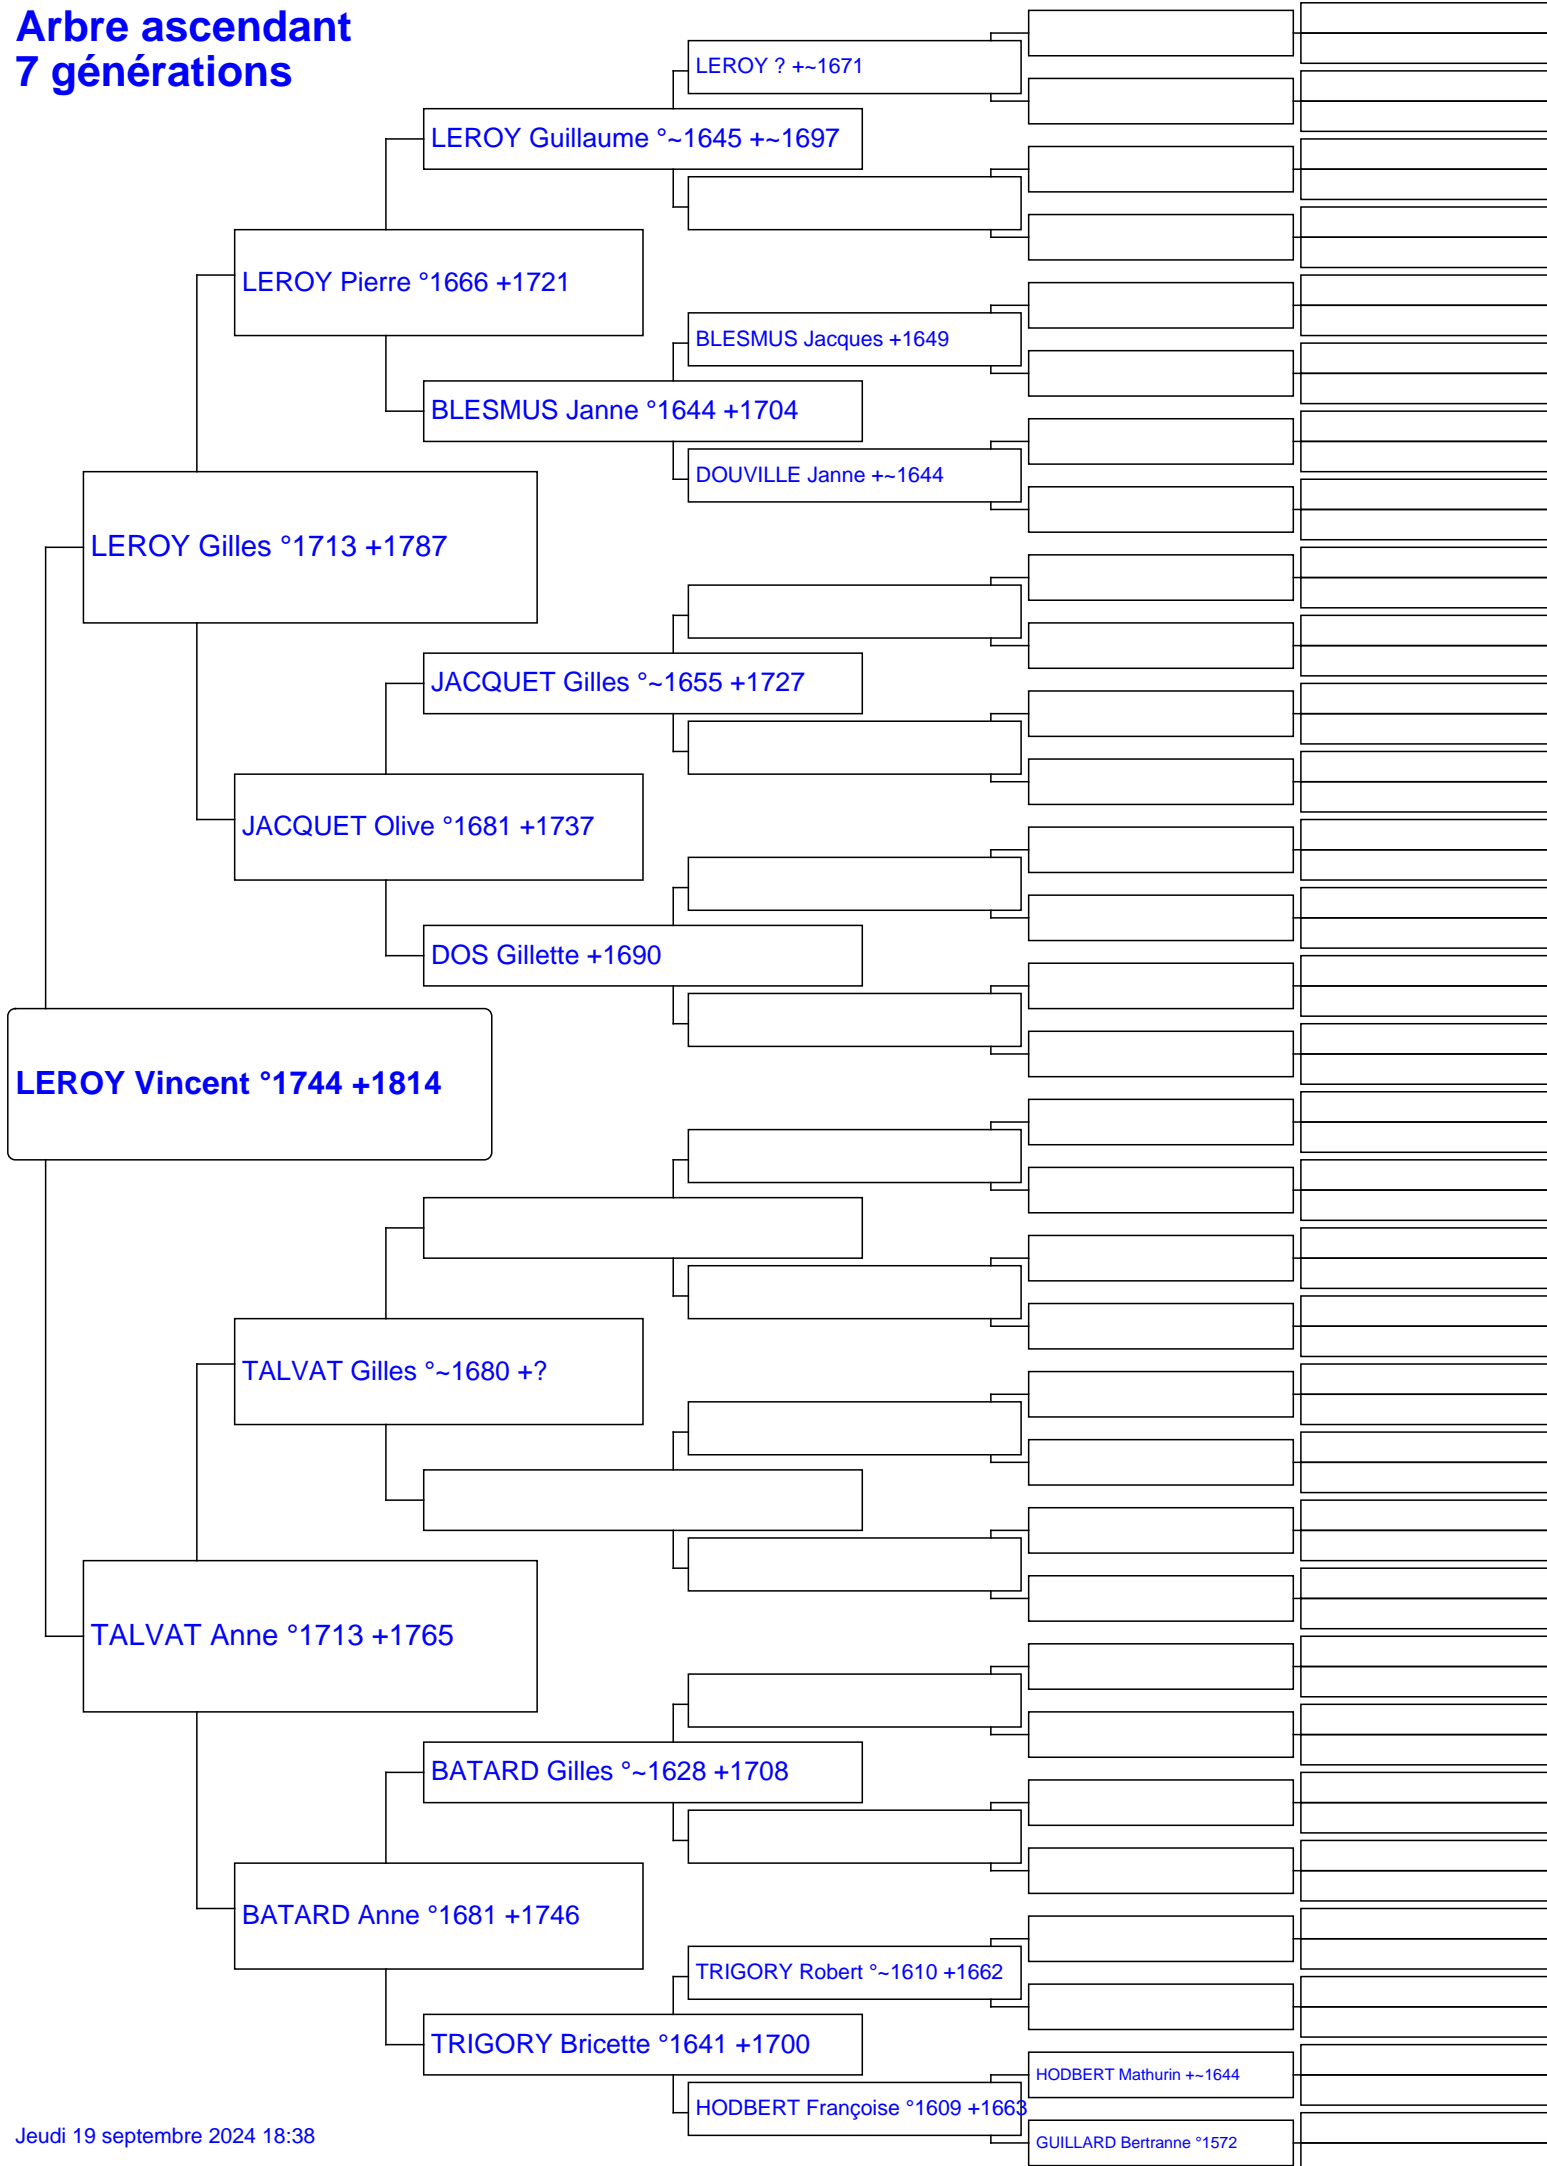 Arbre ascendant
7 générations
LEROY ? +~1671
LEROY Guillaume °~1645 +~1697
LEROY Pierre °1666 +1721
BLESMUS Jacques +1649
BLESMUS Janne °1644 +1704
DOUVILLE Janne +~1644
LEROY Gilles °1713 +1787
JACQUET Gilles °~1655 +1727
JACQUET Olive °1681 +1737
DOS Gillette +1690
LEROY Vincent °1744 +1814
TALVAT Gilles °~1680 +?
TALVAT Anne °1713 +1765
BATARD Gilles °~1628 +1708
BATARD Anne °1681 +1746
TRIGORY Robert °~1610 +1662
TRIGORY Bricette °1641 +1700
HODBERT Mathurin +~1644
HODBERT Françoise °1609 +1663
GUILLARD Bertranne °1572
Jeudi 19 septembre 2024 18:38